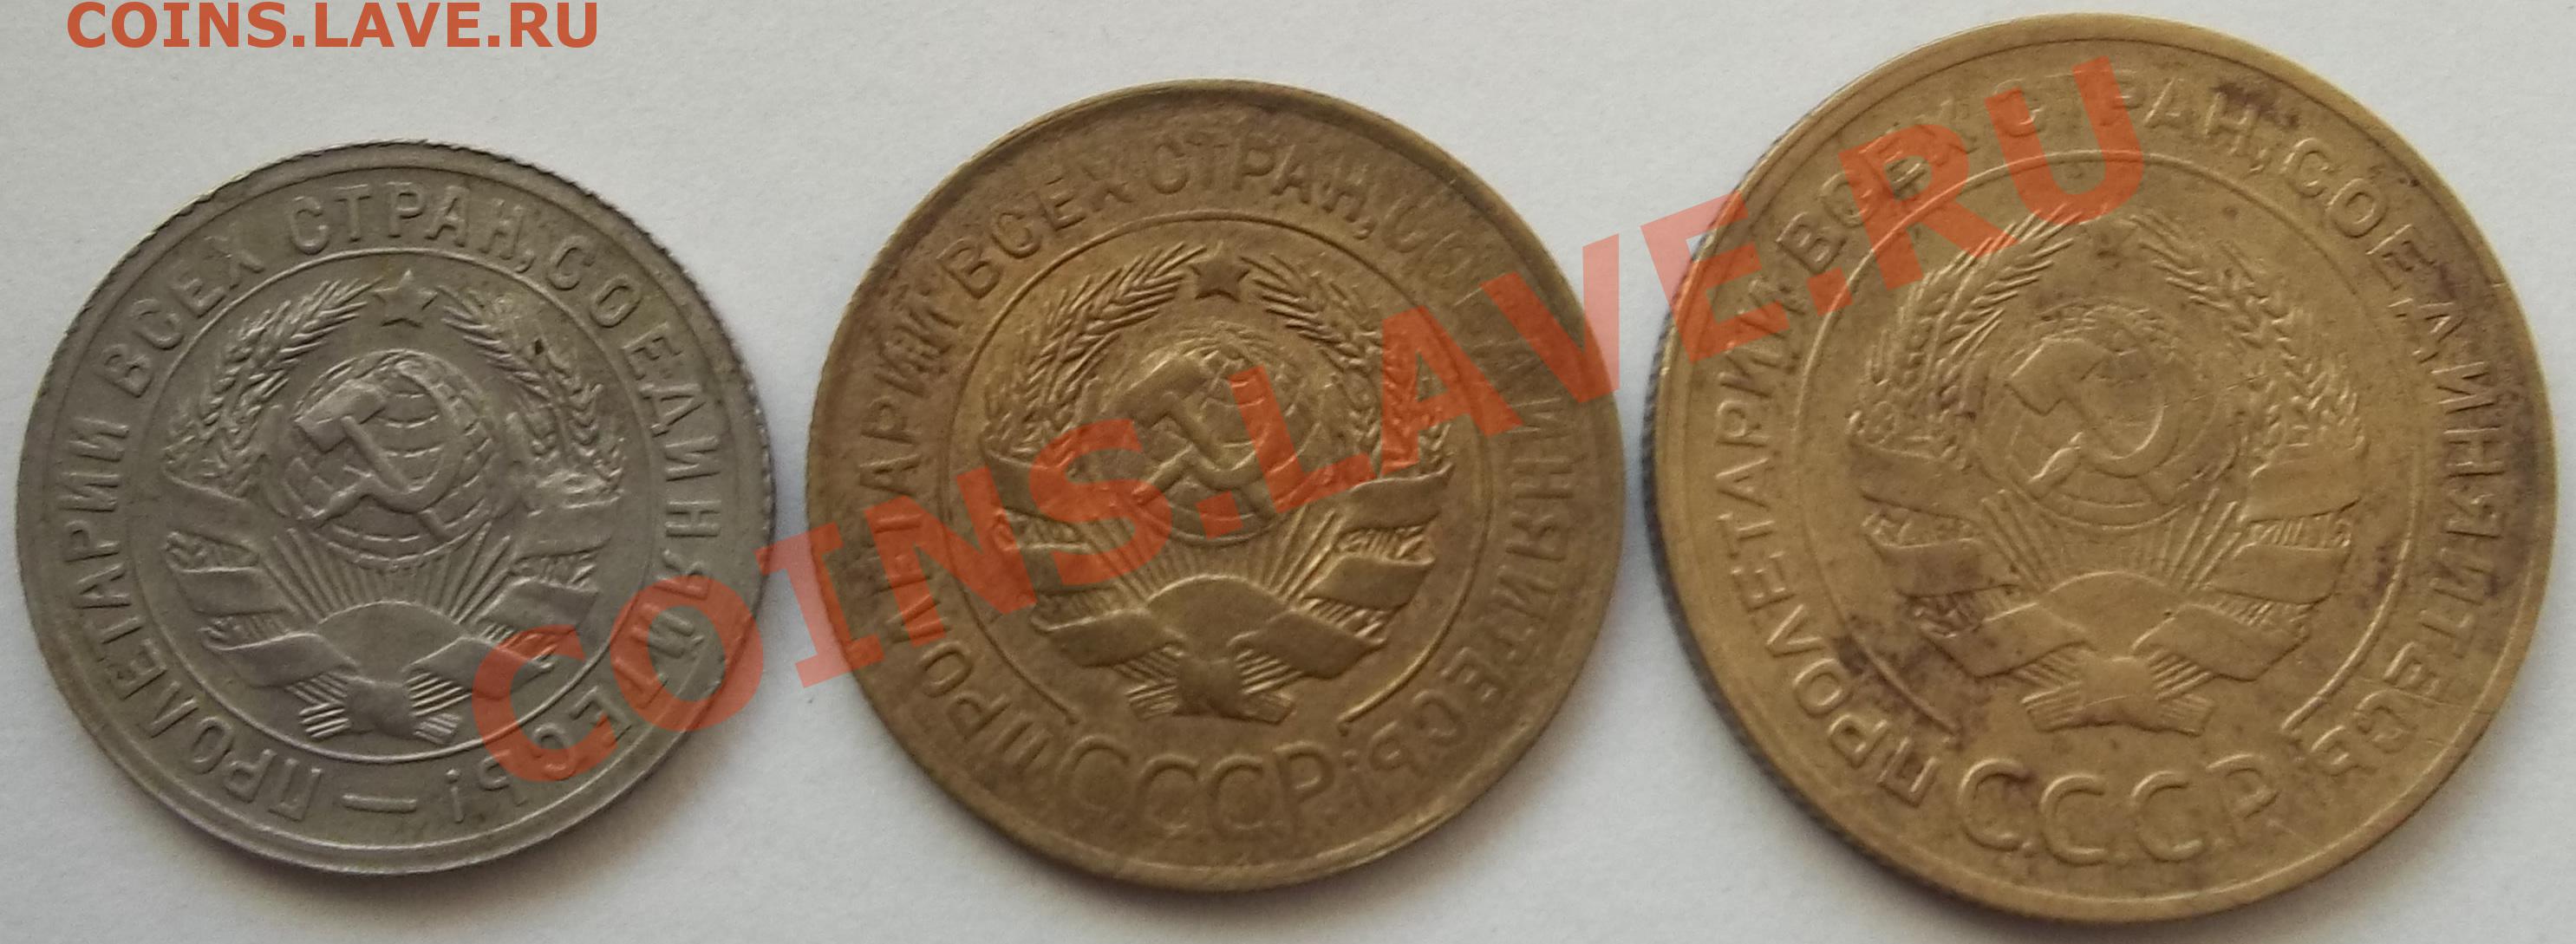 COINS.LAVE.RU
ПРОЛЕТАРИИ ВСЕХ СТРАН, СОЕДИНЯЙТЕСЬ! —
ПРОЛЕТАРИИ ВСЕХ СТРАН, СОЕДИНЯЙТЕСЬ!
СССР
ПРОЛЕТАРИИ ВСЕХ СТРАН, СОЕДИНЯЙТЕСЬ!
С.С.С.Р.
COINS.LAVE.RU